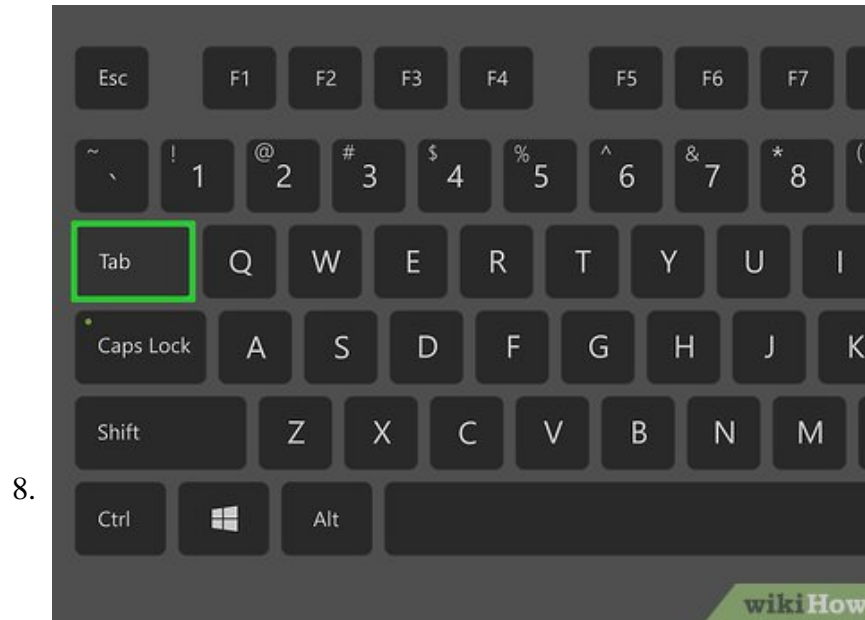 Esc F1 F2 F3 F4 F5 F6 F7
~ ` ! 1 @ 2 # 3 $ 4 % 5 ^ 6 & 7 * 8 (
Tab Q W E R T Y U I
Caps Lock A S D F G H J K
Shift Z X C V B N M
8.
Ctrl Alt
wikiHow